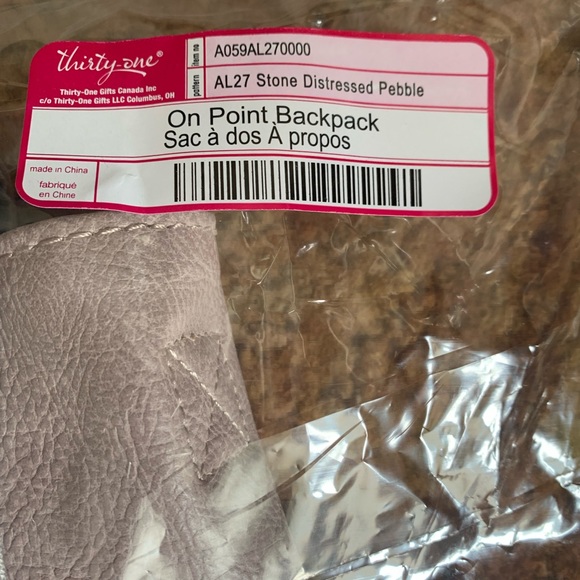 thirty-one®
Thirty-One Gifts Canada Inc
c/o Thirty-One Gifts LLC Columbus, OH
item no
A059AL270000
pattern
AL27 Stone Distressed Pebble
On Point Backpack
Sac à dos À propos
made in China
fabriqué
en Chine